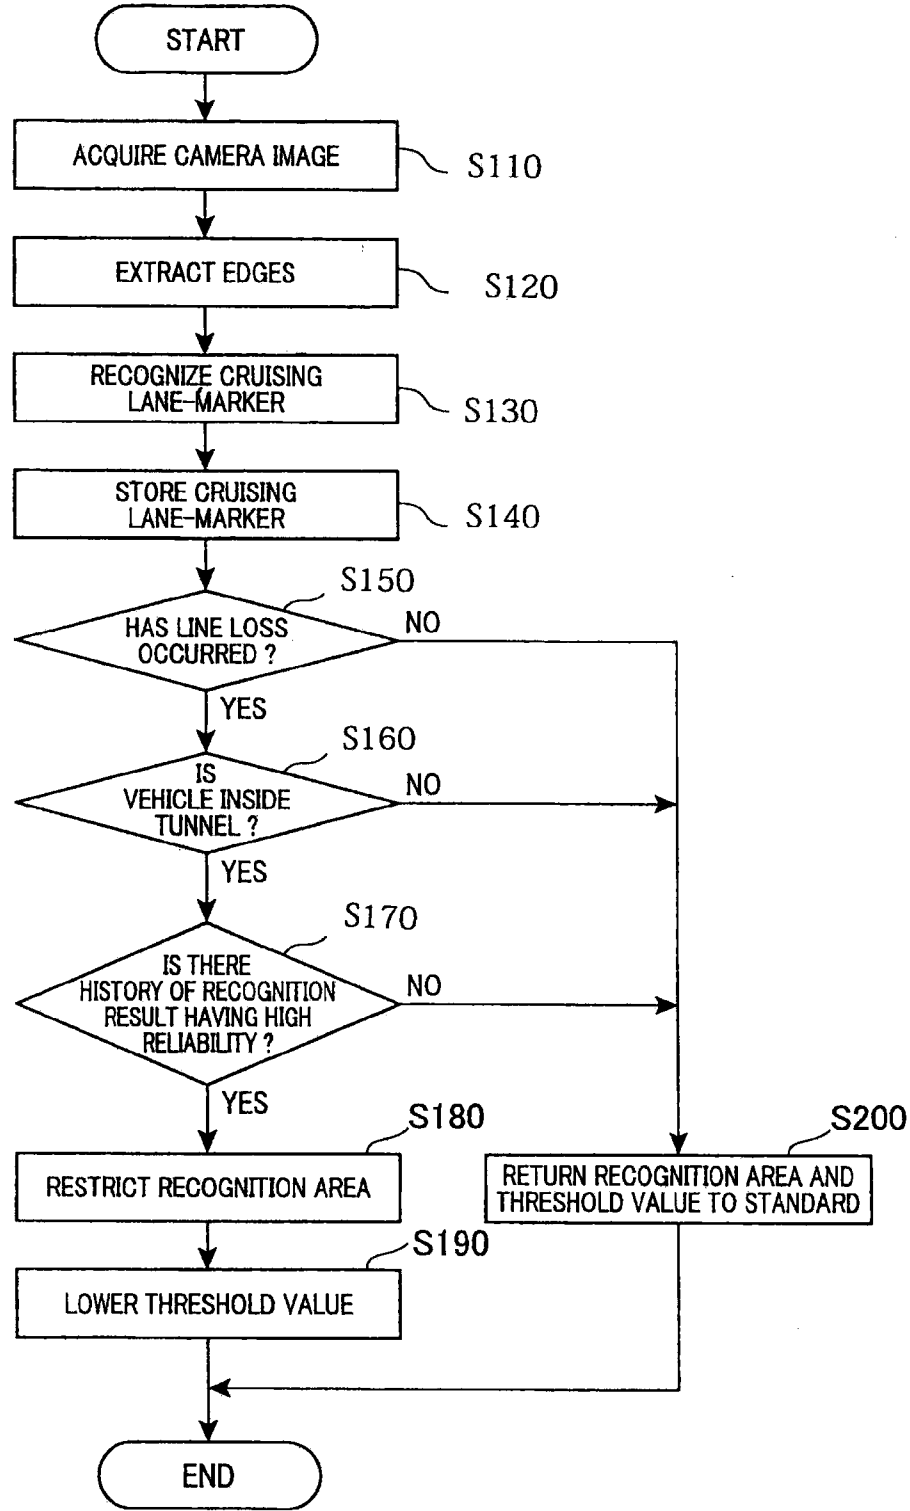 START
ACQUIRE CAMERA IMAGE
S110
EXTRACT EDGES
S120
RECOGNIZE CRUISING
LANE-MARKER
S130
STORE CRUISING
LANE-MARKER
S140
S150
HAS LINE LOSS
OCCURRED ?
NO
YES
S160
IS
VEHICLE INSIDE
TUNNEL ?
NO
YES
S170
IS THERE
HISTORY OF RECOGNITION
RESULT HAVING HIGH
RELIABILITY ?
NO
YES
S180
RESTRICT RECOGNITION AREA
S200
RETURN RECOGNITION AREA AND
THRESHOLD VALUE TO STANDARD
S190
LOWER THRESHOLD VALUE
END